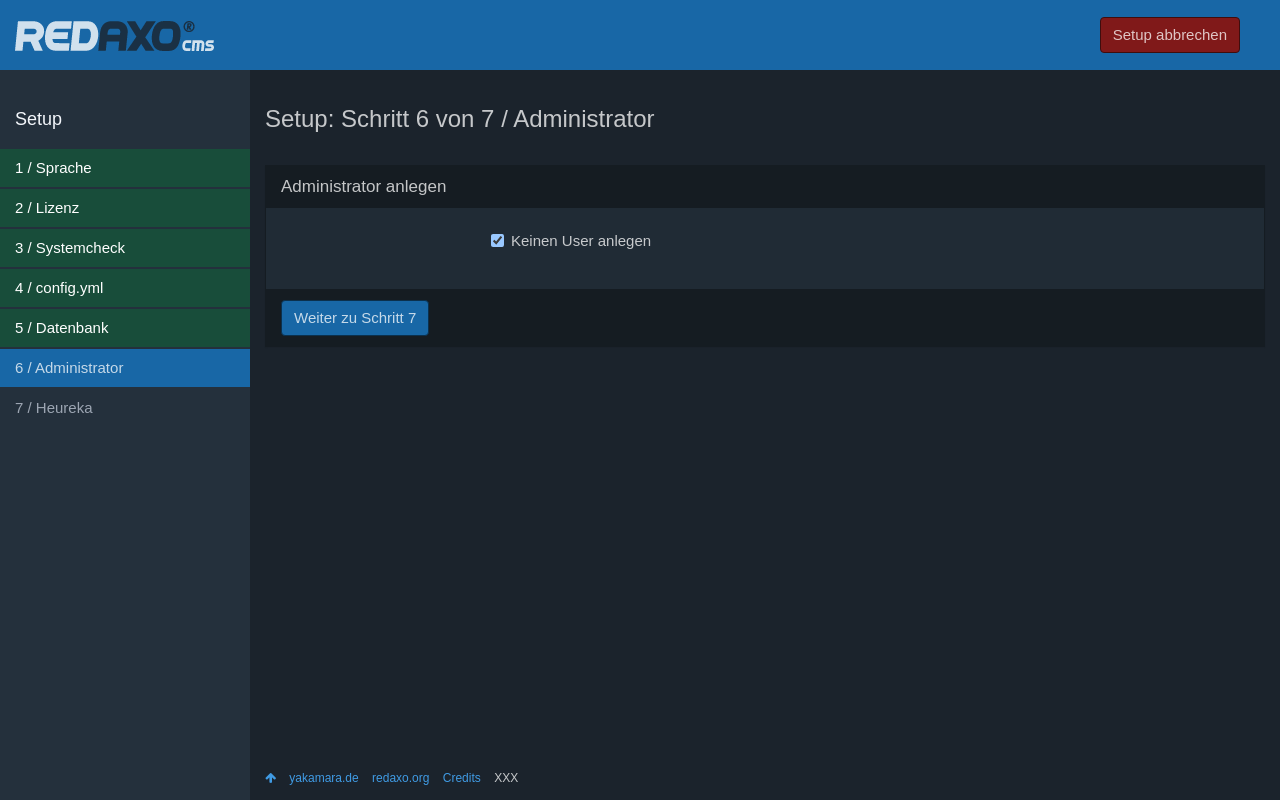 REDAXO® cms
Setup abbrechen
Setup
1 / Sprache
2 / Lizenz
3 / Systemcheck
4 / config.yml
5 / Datenbank
6 / Administrator
7 / Heureka
Setup: Schritt 6 von 7 / Administrator
Administrator anlegen
Keinen User anlegen
Weiter zu Schritt 7
yakamara.de redaxo.org Credits XXX